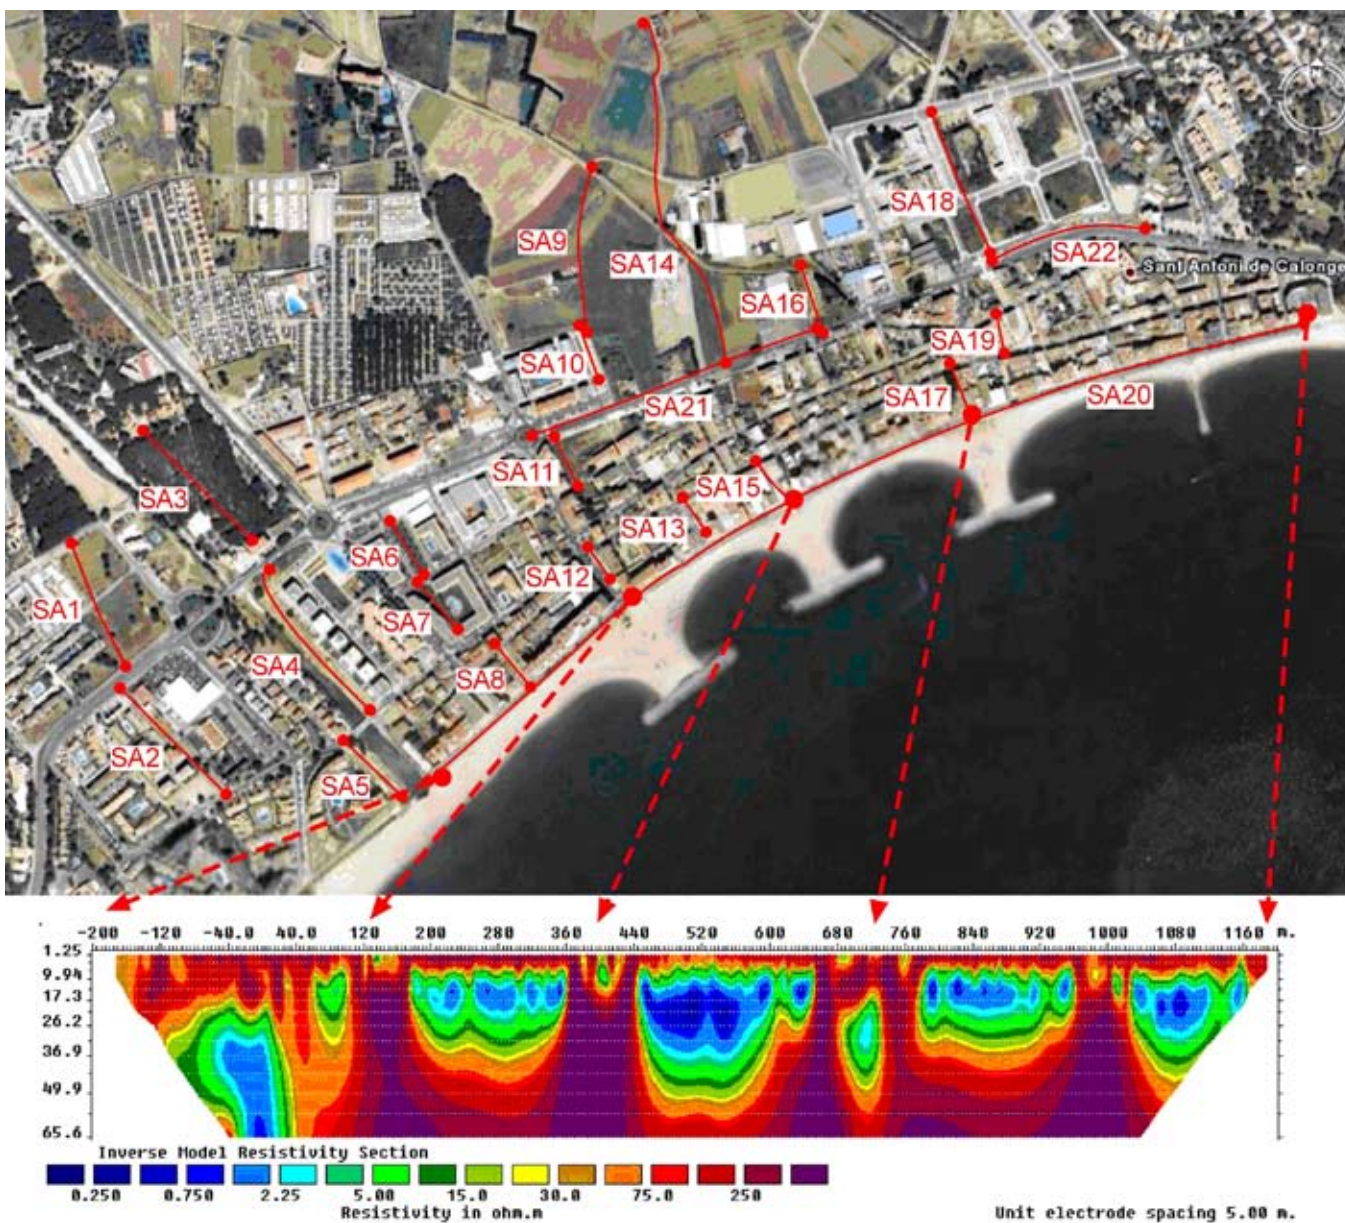 N
SA18
SA9
SA22
SA14
Sant Antoni de Calonge
SA16
SA19
SA10
SA17
SA20
SA21
SA11
SA15
SA3
SA13
SA6
SA12
SA1
SA7
SA4
SA8
SA2
SA5
-200 -120 -40.0 40.0 120 200 280 360 440 520 600 680 760 840 920 1000 1080 1160 m.
1.25
9.94
17.3
26.2
36.9
49.9
65.6
Inverse Model Resistivity Section
0.250 0.750 2.25 5.00 15.0 30.0 75.0 250
Resistivity in ohm.m Unit electrode spacing 5.00 m.